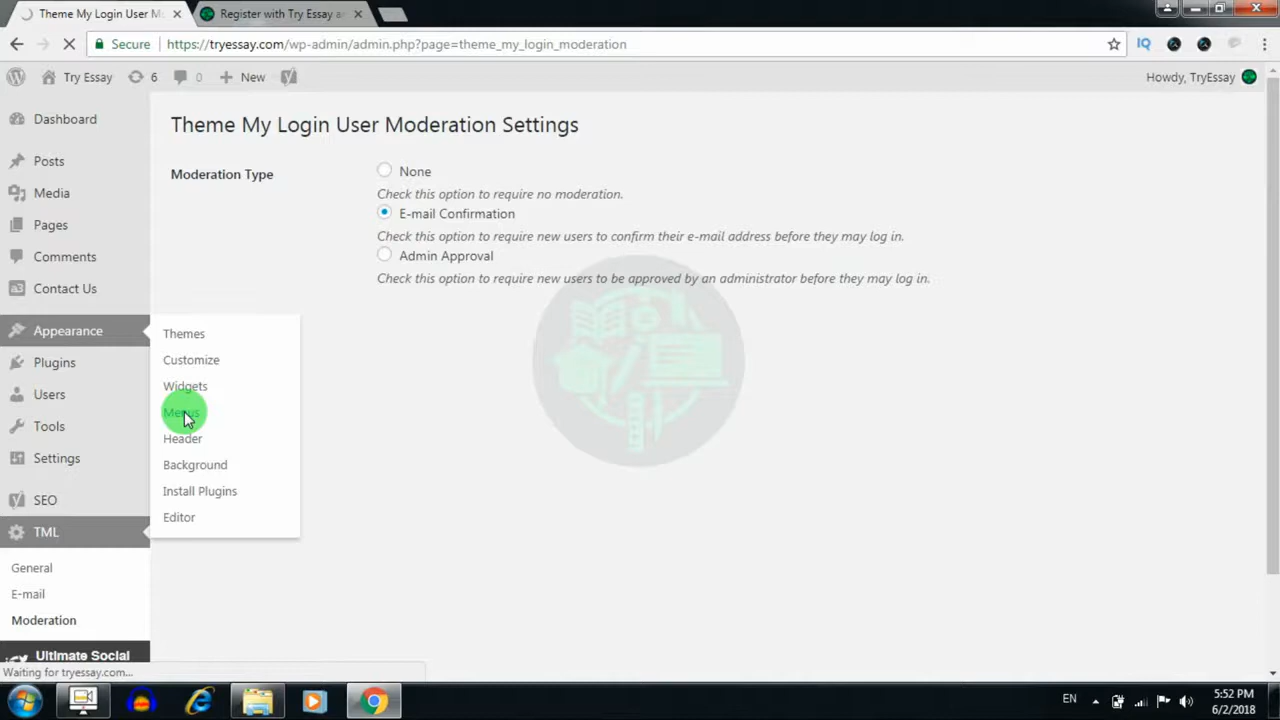 Theme My Login User M
Register with Try Essay a
Secure
https://tryessay.com/wp-admin/admin.php?page=theme_my_login_moderation
IQ
Try Essay
6
0
New
Howdy, TryEssay
Dashboard
Posts
Media
Pages
Comments
Contact Us
Appearance
Plugins
Users
Tools
Settings
SEO
TML
General
E-mail
Moderation
Ultimate Social
Themes
Customize
Widgets
Menus
Header
Background
Install Plugins
Editor
Theme My Login User Moderation Settings
Moderation Type
None
Check this option to require no moderation.
E-mail Confirmation
Check this option to require new users to confirm their e-mail address before they may log in.
Admin Approval
Check this option to require new users to be approved by an administrator before they may log in.
Waiting for tryessay.com...
EN
5:52 PM
6/2/2018